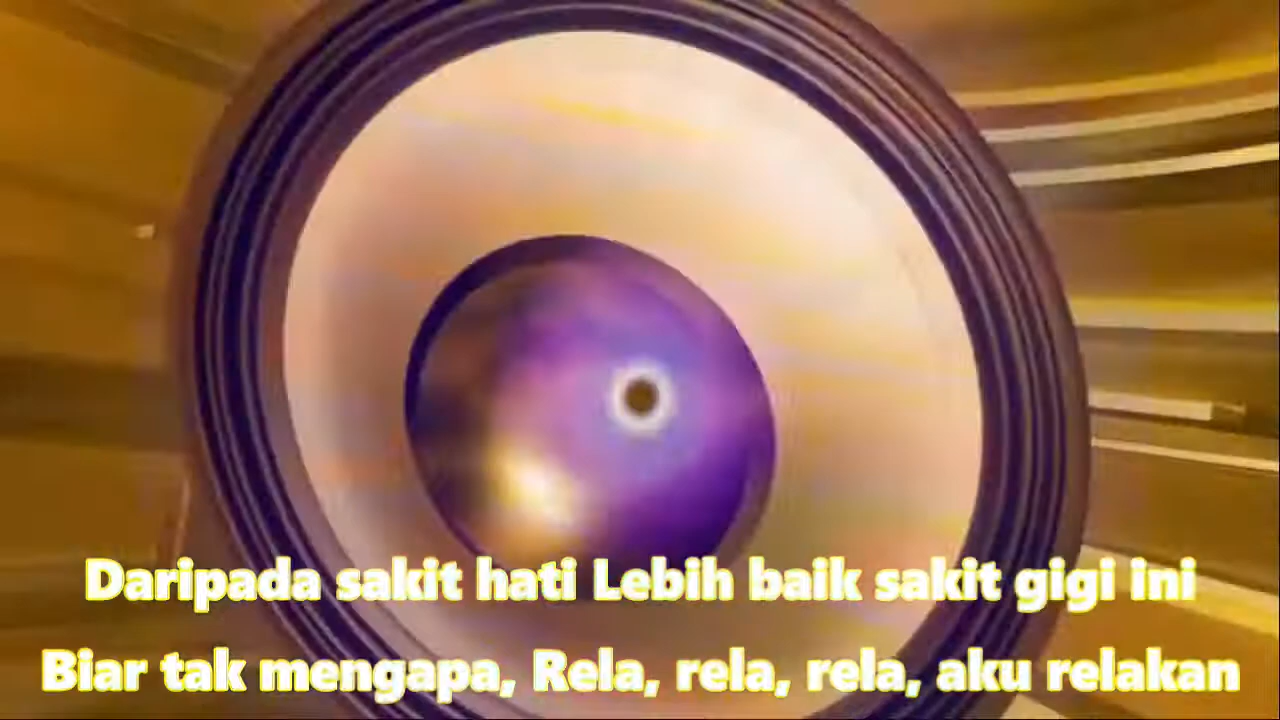 Daripada sakit hati Lebih baik sakit gigi ini
Biar tak mengapa, Rela, rela, rela, aku relakan